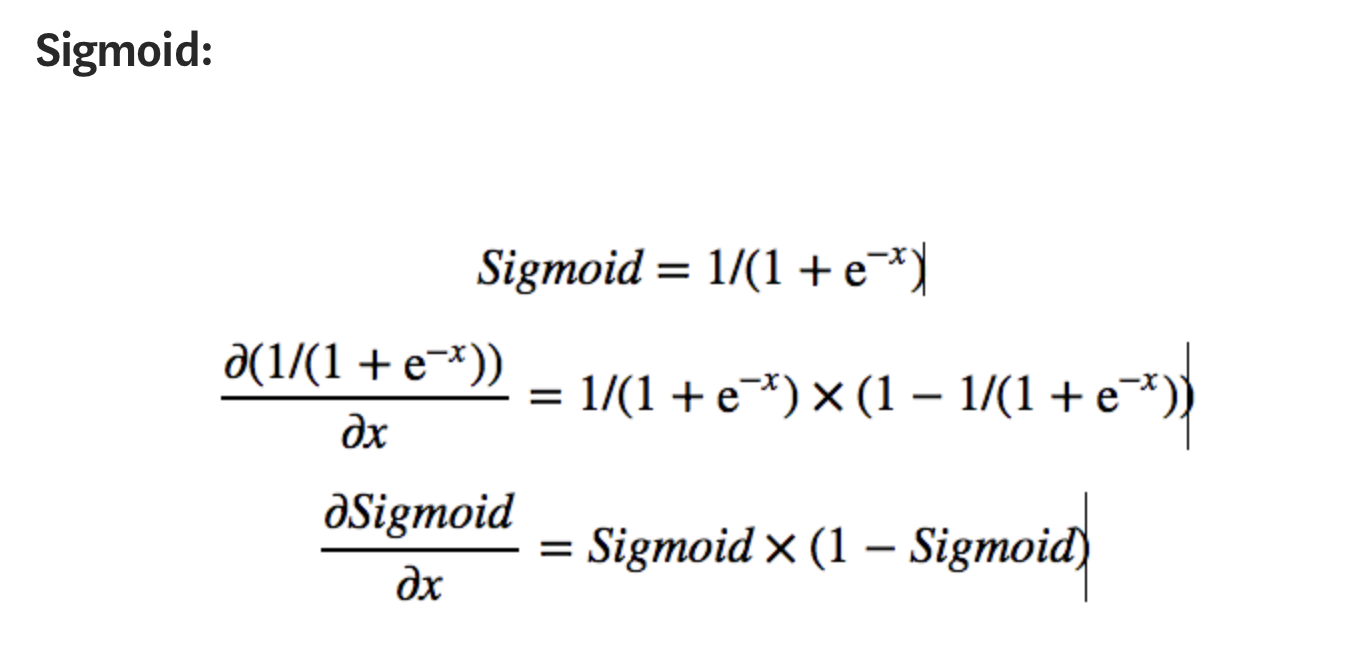 Sigmoid:
Sigmoid = 1/(1 + e⁻ˣ)
∂(1/(1 + e⁻ˣ))
∂x
= 1/(1 + e⁻ˣ) × (1 − 1/(1 + e⁻ˣ))
∂Sigmoid
∂x
= Sigmoid × (1 − Sigmoid)